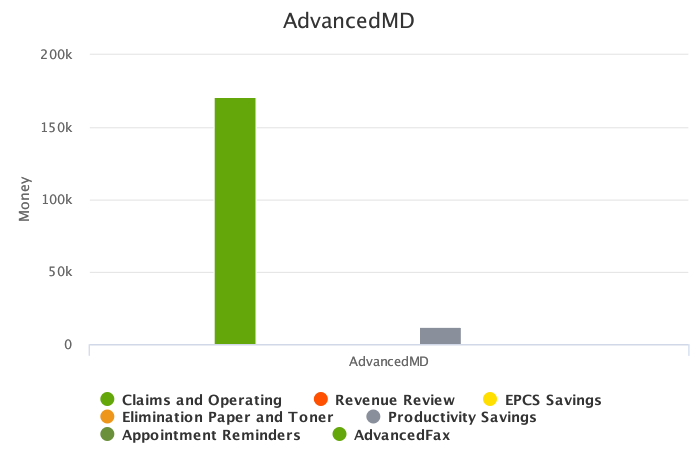 AdvancedMD
200k
150k
100k
50k
0
Money
AdvancedMD
Claims and Operating Revenue Review EPCS Savings
Elimination Paper and Toner Productivity Savings
Appointment Reminders AdvancedFax